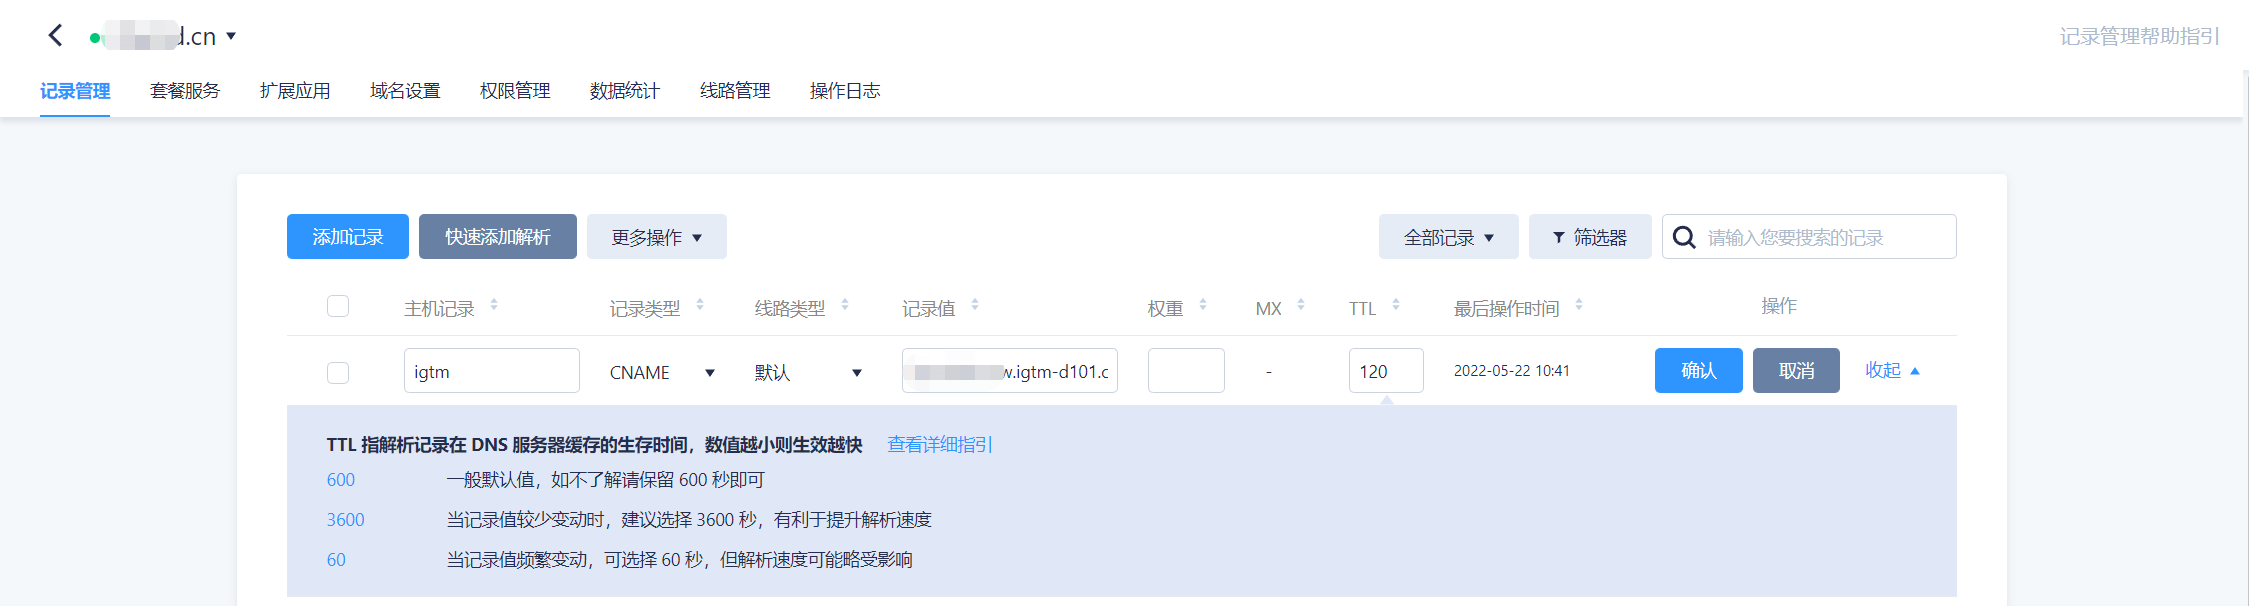 d.cn
记录管理帮助指引
记录管理 套餐服务 扩展应用 域名设置 权限管理 数据统计 线路管理 操作日志
添加记录 快速添加解析 更多操作 全部记录 筛选器 请输入您要搜索的记录
主机记录 记录类型 线路类型 记录值 权重 MX TTL 最后操作时间 操作
igtm CNAME 默认 w.igtm-d101.c - 120 2022-05-22 10:41 确认 取消 收起
TTL 指解析记录在 DNS 服务器缓存的生存时间，数值越小则生效越快 查看详细指引
600 一般默认值，如不了解请保留 600 秒即可
3600 当记录值较少变动时，建议选择 3600 秒，有利于提升解析速度
60 当记录值频繁变动，可选择 60 秒，但解析速度可能略受影响